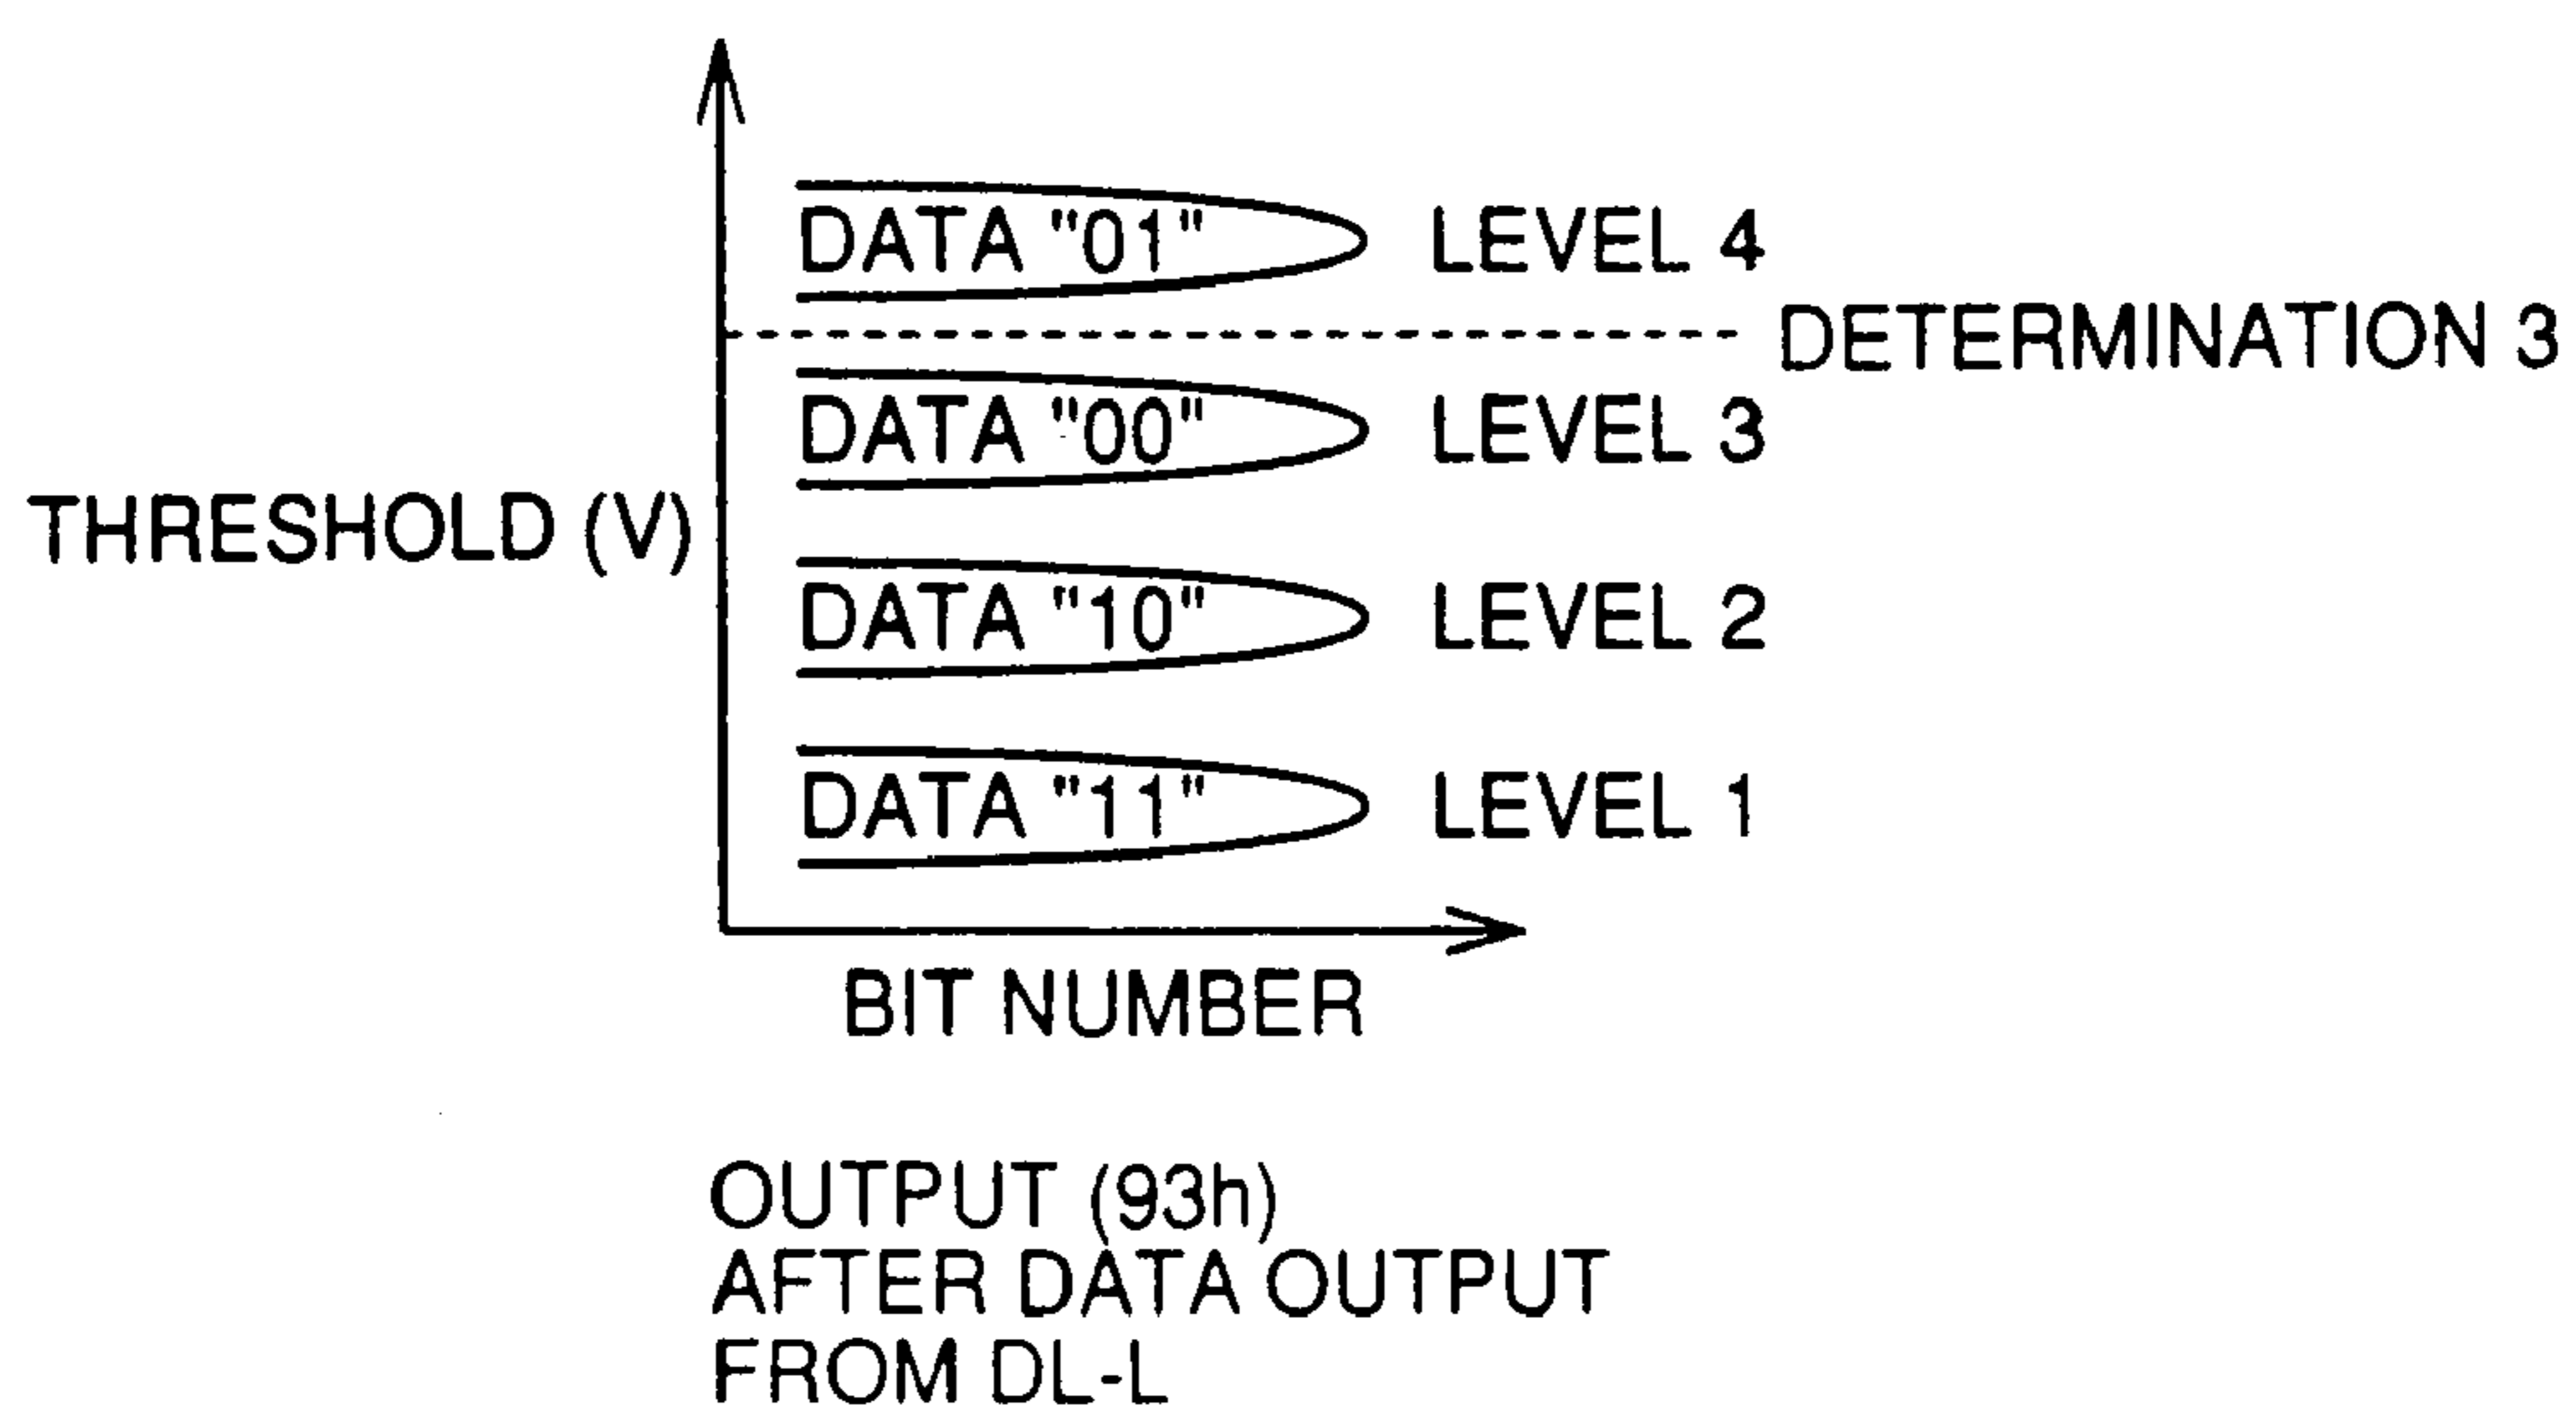 DATA "01" LEVEL 4
DETERMINATION 3
DATA "00" LEVEL 3
THRESHOLD (V)
DATA "10" LEVEL 2
DATA "11" LEVEL 1
BIT NUMBER
OUTPUT (93h)
AFTER DATA OUTPUT
FROM DL-L